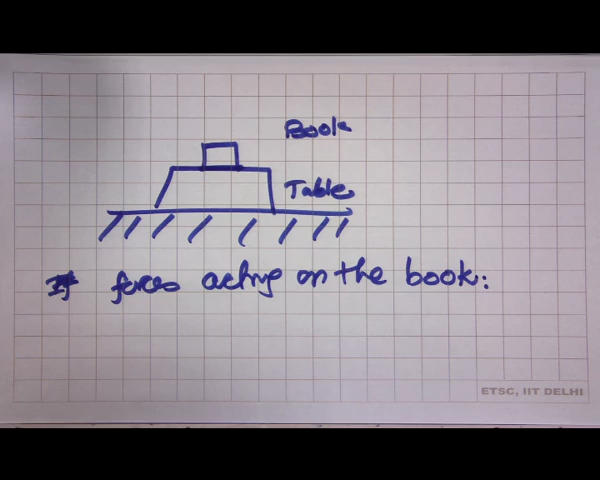 Book
Table
forces acting on the book:
ETSC, IIT DELHI